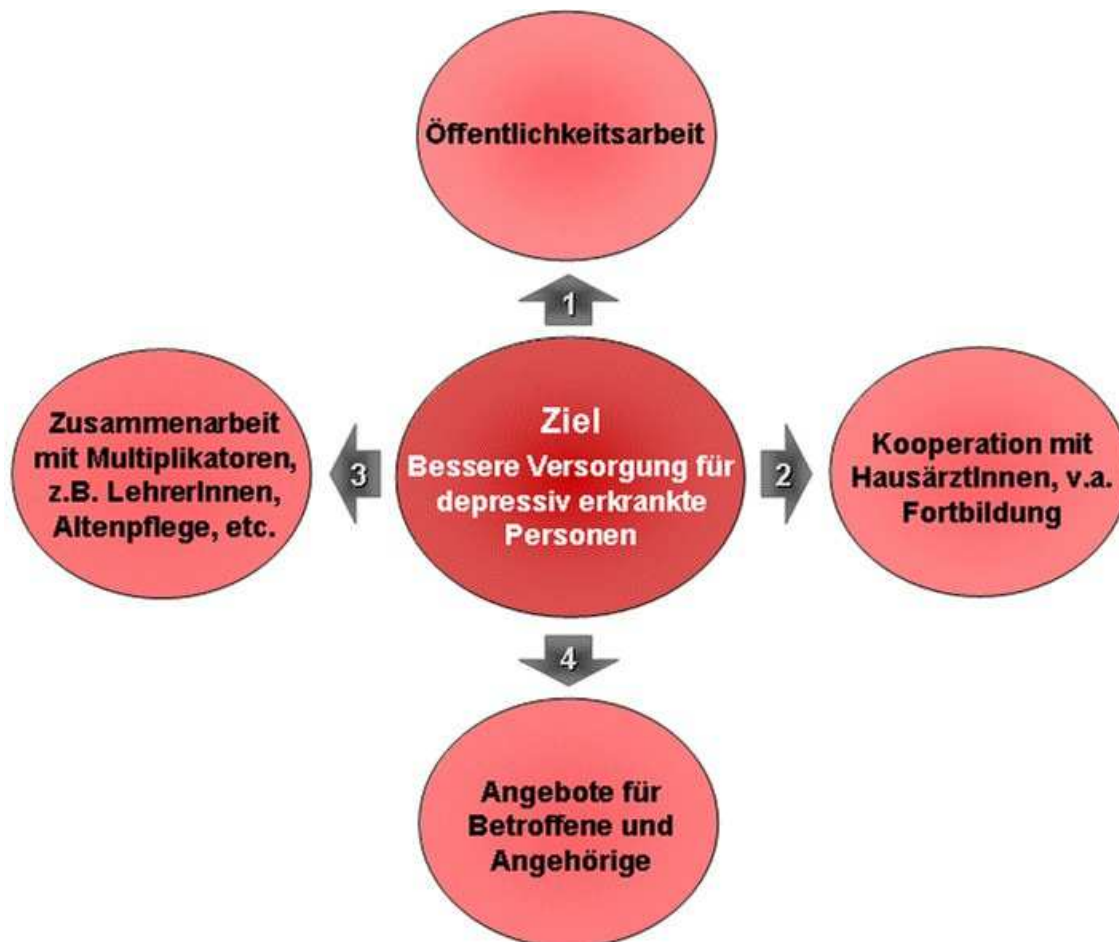 Öffentlichkeitsarbeit
1
Ziel
Bessere Versorgung für
depressiv erkrankte
Personen
2
Kooperation mit
HausärztInnen, v.a.
Fortbildung
3
Zusammenarbeit
mit Multiplikatoren,
z.B. LehrerInnen,
Altenpflege, etc.
4
Angebote für
Betroffene und
Angehörige